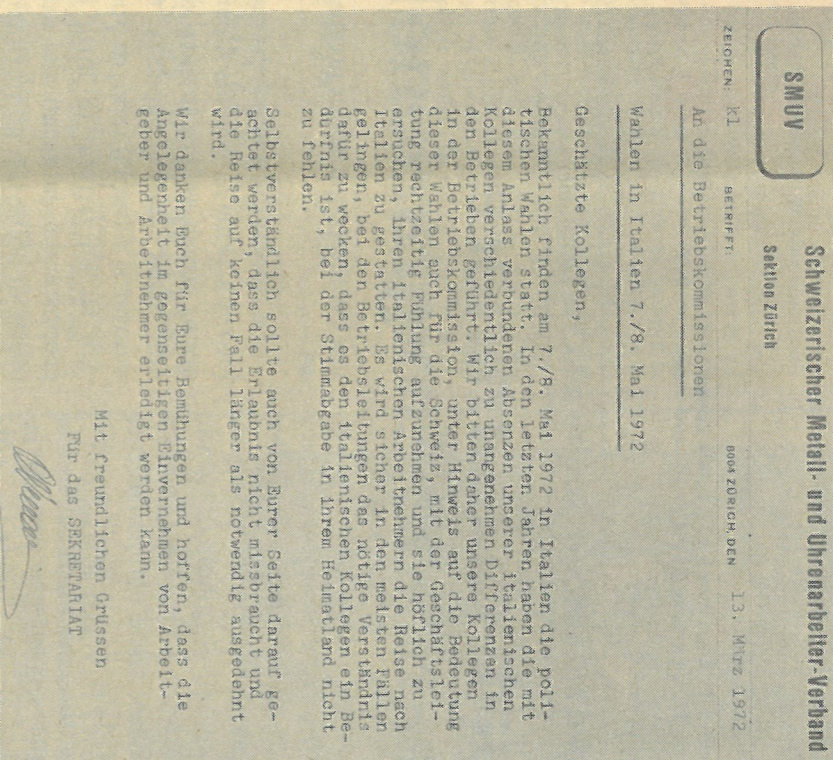 SMUV
Schweizerischer Metall- und Uhrenarbeiter-Verband
Sektion Zürich
ZEICHEN: kl BETRIFFT: 8004 ZÜRICH, DEN 13. März 1972
An die Betriebskommissionen
Wahlen in Italien 7./8. Mai 1972
Geschätzte Kollegen,
Bekanntlich finden am 7./8. Mai 1972 in Italien die poli-
tischen Wahlen statt. In den letzten Jahren haben die mit
diesem Anlass verbundenen Absenzen unserer italienischen
Kollegen verschiedentlich zu unangenehmen Differenzen in
den Betrieben geführt. Wir bitten daher unsere Kollegen
in der Betriebskommission, unter Hinweis auf die Bedeutung
dieser Wahlen auch für die Schweiz, mit der Geschäftslei-
tung rechtzeitig Fühlung aufzunehmen und sie höflich zu
ersuchen, ihren italienischen Arbeitnehmern die Reise nach
Italien zu gestatten. Es wird sicher in den meisten Fällen
gelingen, bei den Betriebsleitungen das nötige Verständnis
dafür zu wecken, dass es den italienischen Kollegen ein Be-
dürfnis ist, bei der Stimmabgabe in ihrem Heimatland nicht
zu fehlen.
Selbstverständlich sollte auch von Eurer Seite darauf ge-
achtet werden, dass die Erlaubnis nicht missbraucht und
die Reise auf keinen Fall länger als notwendig ausgedehnt
wird.
Wir danken Euch für Eure Bemühungen und hoffen, dass die
Angelegenheit im gegenseitigen Einvernehmen von Arbeit-
geber und Arbeitnehmer erledigt werden kann.
Mit freundlichen Grüssen
Für das SEKRETARIAT